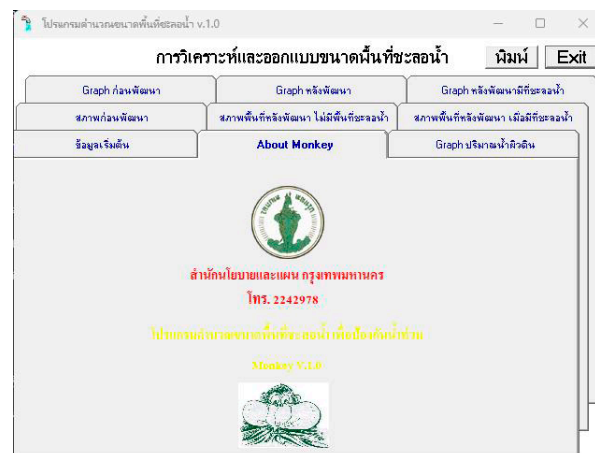 โปรแกรมคำนวณขนาดพื้นที่ชะลอน้ำ v.1.0
การวิเคราะห์และออกแบบขนาดพื้นที่ชะลอน้ำ
พิมพ์
Exit
Graph ก่อนพัฒนา
Graph หลังพัฒนา
Graph หลังพัฒนามีที่ชะลอน้ำ
สภาพก่อนพัฒนา
สภาพพื้นที่หลังพัฒนา ไม่มีพื้นที่ชะลอน้ำ
สภาพพื้นที่หลังพัฒนา เมื่อมีที่ชะลอน้ำ
ข้อมูลเริ่มต้น
About Monkey
Graph ปริมาณน้ำผิวดิน
สำนักนโยบายและแผน กรุงเทพมหานคร
โทร. 2242978
โปรแกรมคำนวณขนาดพื้นที่ชะลอน้ำ เพื่อป้องกันน้ำท่วม
Monkey V.1.0